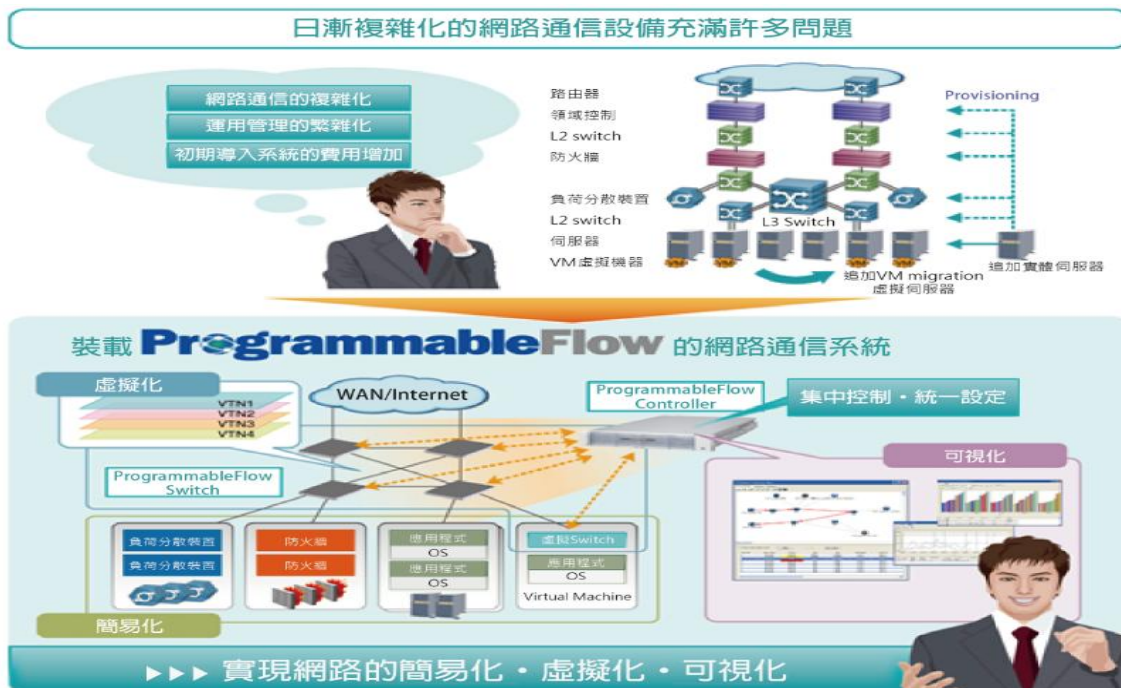 日漸複雜化的網路通信設備充滿許多問題
網路通信的複雜化
運用管理的繁雜化
初期導入系統的費用增加
路由器
領域控制
L2 switch
防火牆
負荷分散裝置
L2 switch
伺服器
VM虛擬機器
Provisioning
L3 Switch
VM
VM
VM
VM
追加VM migration
虛擬伺服器
追加實體伺服器
裝載 ProgrammableFlow 的網路通信系統
虛擬化
VTN1
VTN2
VTN3
VTN4
WAN/Internet
ProgrammableFlow
Controller
集中控制・統一設定
可視化
ProgrammableFlow
Switch
負荷分散裝置
負荷分散裝置
防火牆
防火牆
應用程式
OS
應用程式
OS
虛擬Switch
應用程式
OS
Virtual Machine
簡易化
►►► 實現網路的簡易化・虛擬化・可視化